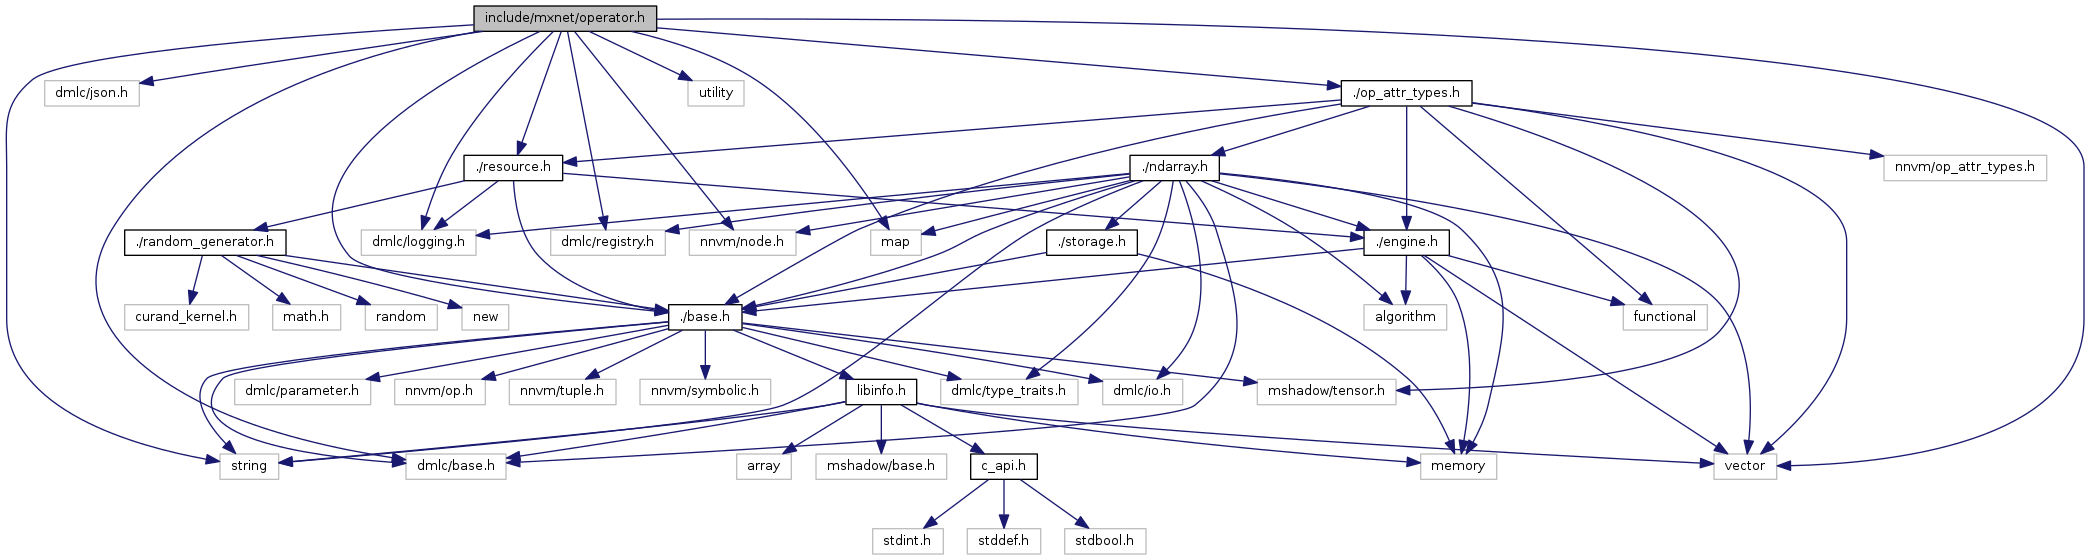 include/mxnet/operator.h
dmlc/json.h
utility
./op_attr_types.h
./resource.h
./ndarray.h
nnvm/op_attr_types.h
./random_generator.h
dmlc/logging.h
dmlc/registry.h
nnvm/node.h
map
./storage.h
./engine.h
curand_kernel.h
math.h
random
new
./base.h
algorithm
functional
dmlc/parameter.h
nnvm/op.h
nnvm/tuple.h
nnvm/symbolic.h
libinfo.h
dmlc/type_traits.h
dmlc/io.h
mshadow/tensor.h
string
dmlc/base.h
array
mshadow/base.h
c_api.h
memory
vector
stdint.h
stddef.h
stdbool.h